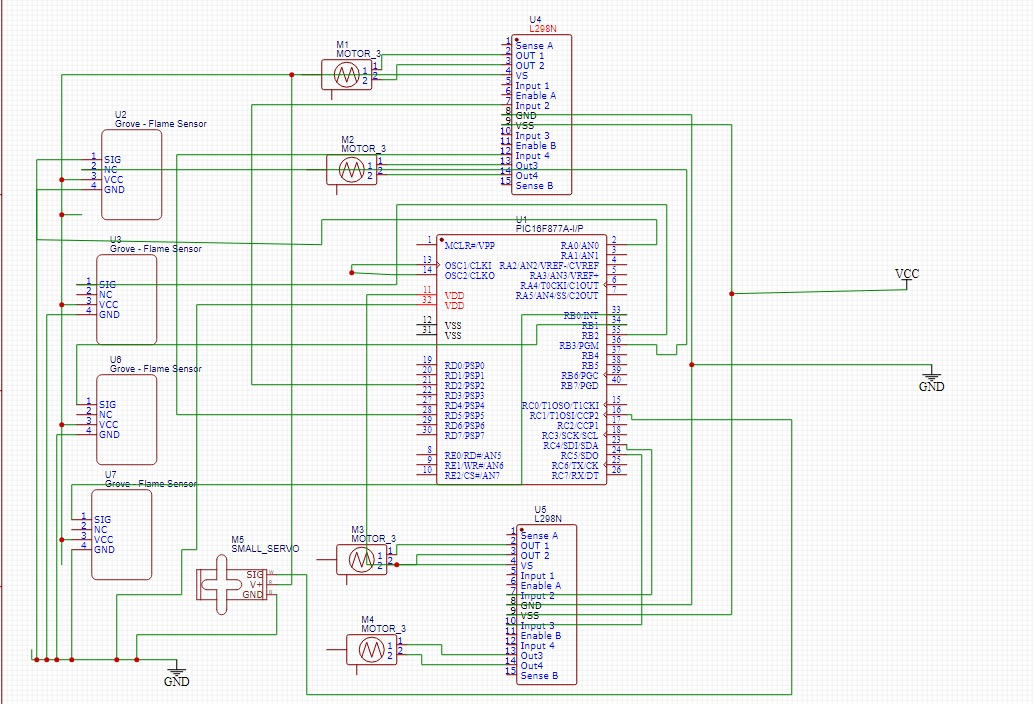 U4
L298N
1 Sense A
2 OUT 1
3 OUT 2
4 VS
5 Input 1
6 Enable A
7 Input 2
8 GND
9 VSS
10 Input 3
11 Enable B
12 Input 4
13 Out3
14 Out4
15 Sense B
M1
MOTOR_3
1 1
2 2
M2
MOTOR_3
1 1
2 2
U2
Grove - Flame Sensor
1 SIG
2 NC
3 VCC
4 GND
U3
Grove - Flame Sensor
1 SIG
2 NC
3 VCC
4 GND
U6
Grove - Flame Sensor
1 SIG
2 NC
3 VCC
4 GND
U7
Grove - Flame Sensor
1 SIG
2 NC
3 VCC
4 GND
U1
PIC16F877A-I/P
1 MCLR#/VPP
13 OSC1/CLKI
14 OSC2/CLKO
11 VDD
32 VDD
12 VSS
31 VSS
19 RD0/PSP0
20 RD1/PSP1
21 RD2/PSP2
22 RD3/PSP3
27 RD4/PSP4
28 RD5/PSP5
29 RD6/PSP6
30 RD7/PSP7
8 RE0/RD#/AN5
9 RE1/WR#/AN6
10 RE2/CS#/AN7
RA0/AN0 2
RA1/AN1 3
RA2/AN2/VREF-/CVREF 4
RA3/AN3/VREF+ 5
RA4/T0CKI/C1OUT 6
RA5/AN4/SS/C2OUT 7
RB0/INT 33
RB1 34
RB2 35
RB3/PGM 36
RB4 37
RB5 38
RB6/PGC 39
RB7/PGD 40
RC0/T1OSO/T1CKI 15
RC1/T1OSI/CCP2 16
RC2/CCP1 17
RC3/SCK/SCL 18
RC4/SDI/SDA 23
RC5/SDO 24
RC6/TX/CK 25
RC7/RX/DT 26
VCC
GND
M5
SMALL_SERVO
SIG
V+
GND
M3
MOTOR_3
1 1
2 2
M4
MOTOR_3
1 1
2 2
U5
L298N
1 Sense A
2 OUT 1
3 OUT 2
4 VS
5 Input 1
6 Enable A
7 Input 2
8 GND
9 VSS
10 Input 3
11 Enable B
12 Input 4
13 Out3
14 Out4
15 Sense B
GND